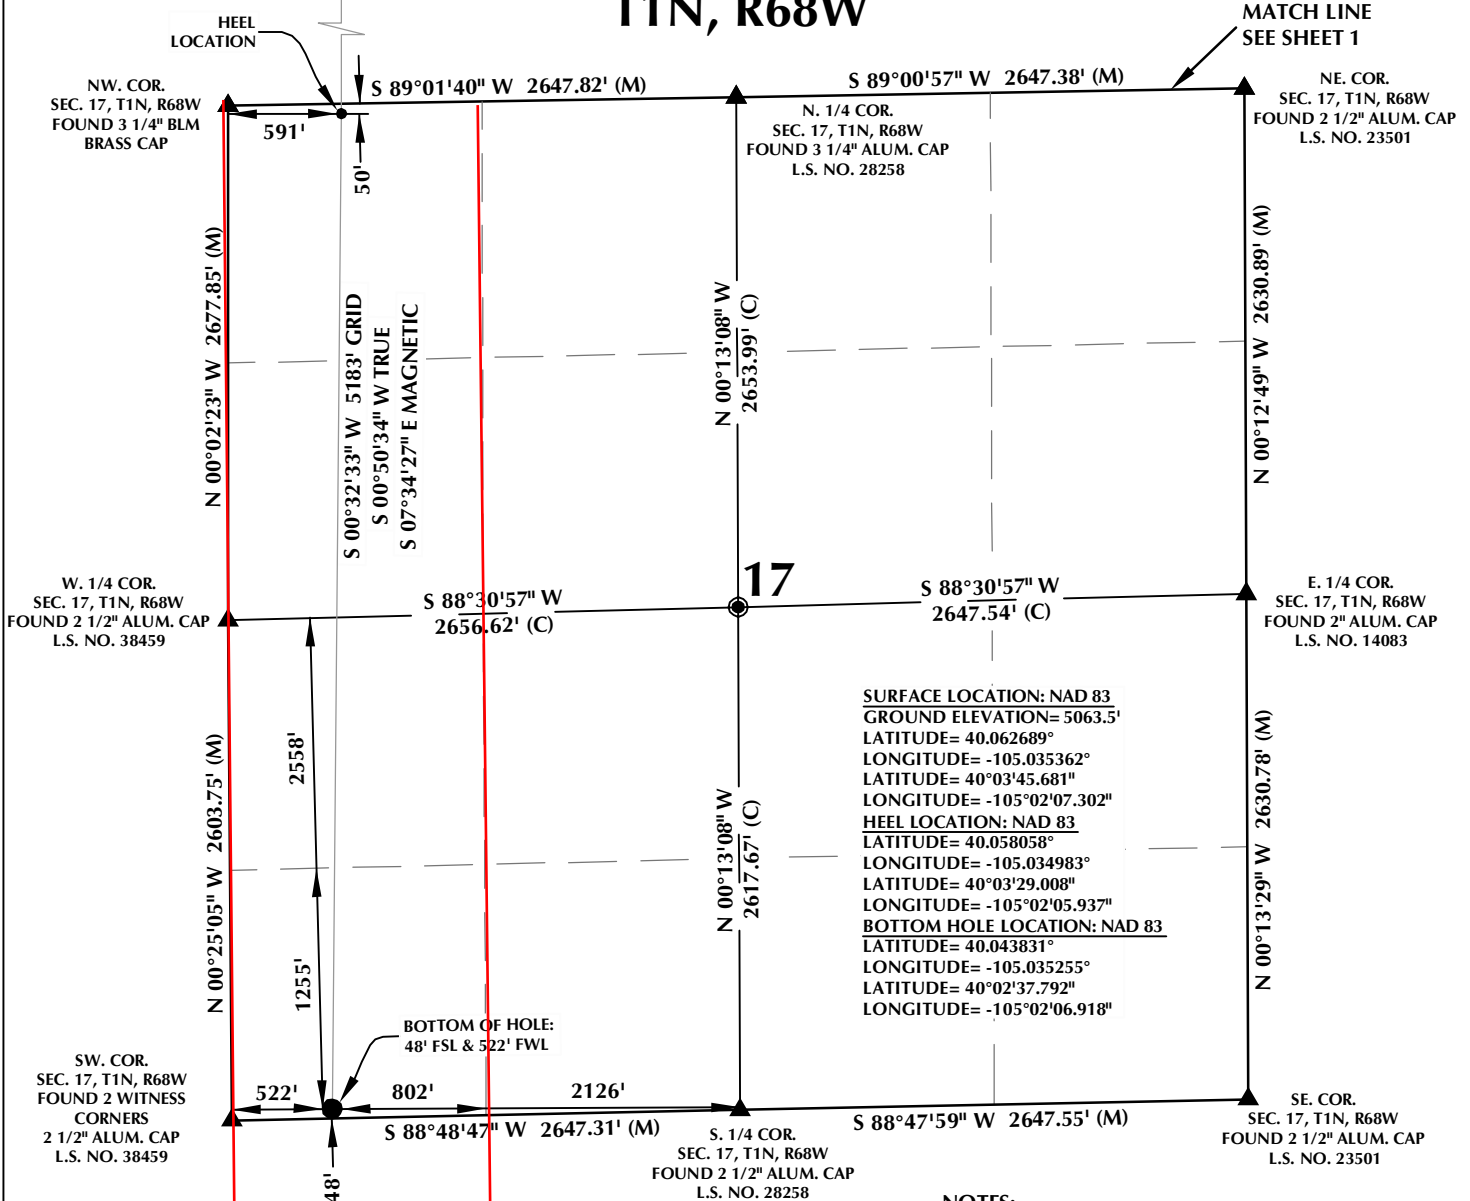 T1N, R68W
HEEL
LOCATION
MATCH LINE
SEE SHEET 1
NW. COR.
SEC. 17, T1N, R68W
FOUND 3 1/4" BLM
BRASS CAP
S 89°01'40" W 2647.82' (M)
S 89°00'57" W 2647.38' (M)
NE. COR.
SEC. 17, T1N, R68W
FOUND 2 1/2" ALUM. CAP
L.S. NO. 23501
N. 1/4 COR.
SEC. 17, T1N, R68W
FOUND 3 1/4" ALUM. CAP
L.S. NO. 28258
591'
50'
N 00°02'23" W 2677.85' (M)
S 00°32'33" W 5183' GRID
S 00°50'34" W TRUE
S 07°34'27" E MAGNETIC
N 00°13'08" W
2653.99' (C)
N 00°12'49" W 2630.89' (M)
17
W. 1/4 COR.
SEC. 17, T1N, R68W
FOUND 2 1/2" ALUM. CAP
L.S. NO. 38459
S 88°30'57" W
2656.62' (C)
S 88°30'57" W
2647.54' (C)
E. 1/4 COR.
SEC. 17, T1N, R68W
FOUND 2" ALUM. CAP
L.S. NO. 14083
SURFACE LOCATION: NAD 83
GROUND ELEVATION= 5063.5'
LATITUDE= 40.062689°
LONGITUDE= -105.035362°
LATITUDE= 40°03'45.681"
LONGITUDE= -105°02'07.302"
HEEL LOCATION: NAD 83
LATITUDE= 40.058058°
LONGITUDE= -105.034983°
LATITUDE= 40°03'29.008"
LONGITUDE= -105°02'05.937"
BOTTOM HOLE LOCATION: NAD 83
LATITUDE= 40.043831°
LONGITUDE= -105.035255°
LATITUDE= 40°02'37.792"
LONGITUDE= -105°02'06.918"
N 00°25'05" W 2603.75' (M)
2558'
1255'
N 00°13'08" W
2617.67' (C)
N 00°13'29" W 2630.78' (M)
BOTTOM OF HOLE:
48' FSL & 522' FWL
SW. COR.
SEC. 17, T1N, R68W
FOUND 2 WITNESS
CORNERS
2 1/2" ALUM. CAP
L.S. NO. 38459
522'
802'
2126'
48'
S 88°48'47" W 2647.31' (M)
S 88°47'59" W 2647.55' (M)
S. 1/4 COR.
SEC. 17, T1N, R68W
FOUND 2 1/2" ALUM. CAP
L.S. NO. 28258
SE. COR.
SEC. 17, T1N, R68W
FOUND 2 1/2" ALUM. CAP
L.S. NO. 23501
NOTES: